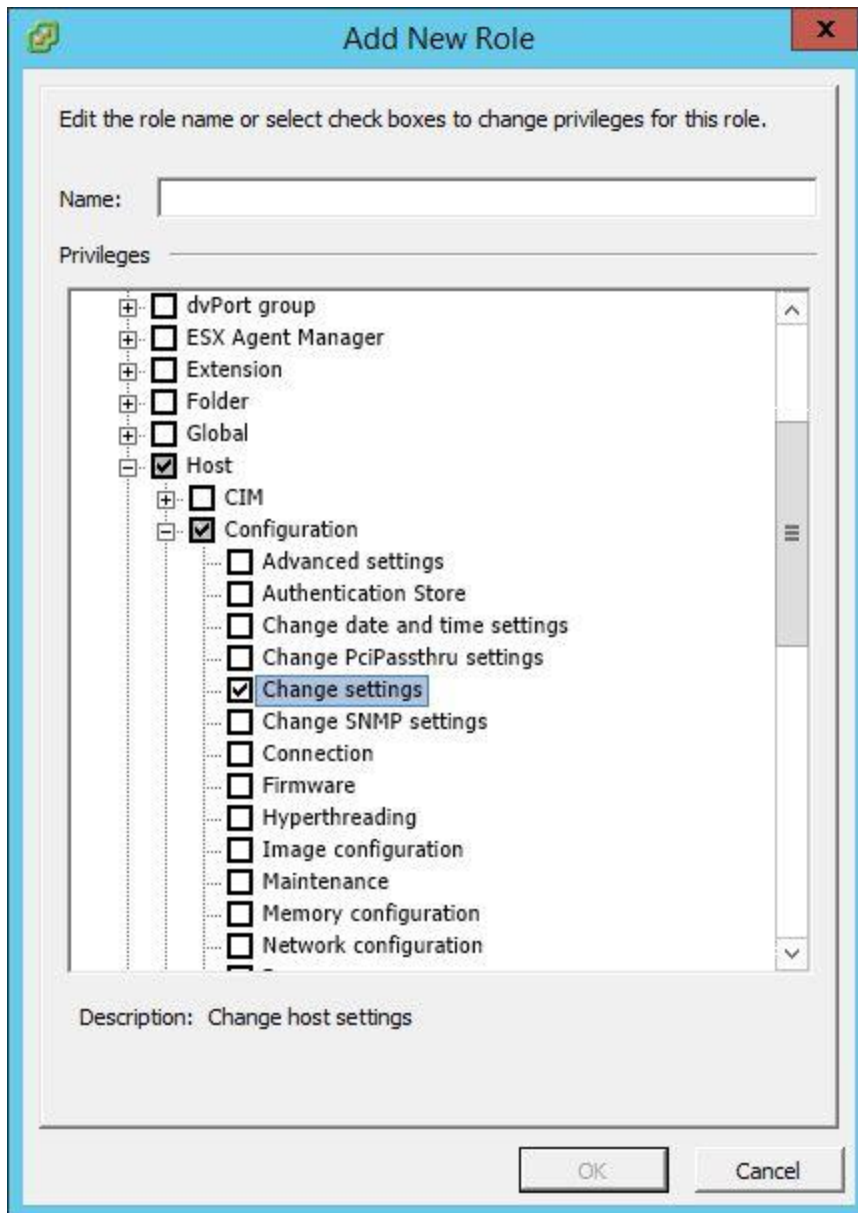 Add New Role
x
Edit the role name or select check boxes to change privileges for this role.
Name:
Privileges
dvPort group
ESX Agent Manager
Extension
Folder
Global
Host
CIM
Configuration
Advanced settings
Authentication Store
Change date and time settings
Change PciPassthru settings
Change settings
Change SNMP settings
Connection
Firmware
Hyperthreading
Image configuration
Maintenance
Memory configuration
Network configuration
Description: Change host settings
OK Cancel